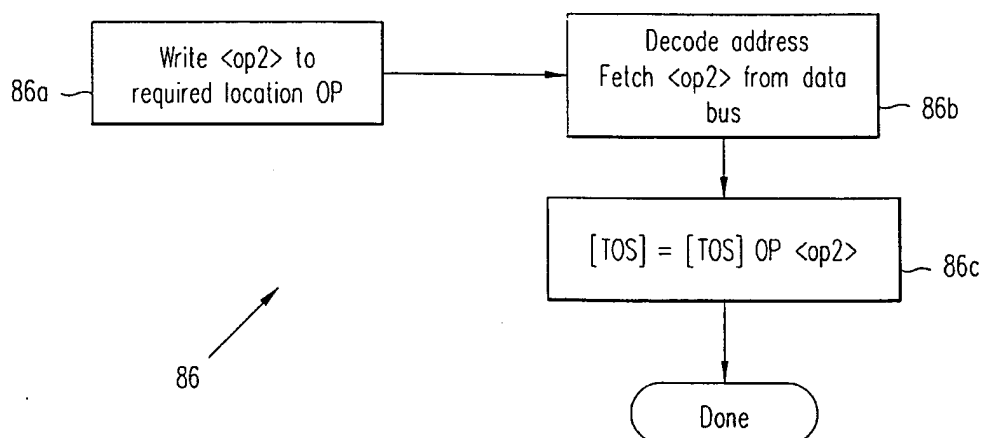 Write <op2> to
required location OP
86a
Decode address
Fetch <op2> from data
bus
86b
[TOS] = [TOS] OP <op2>
86c
86
Done